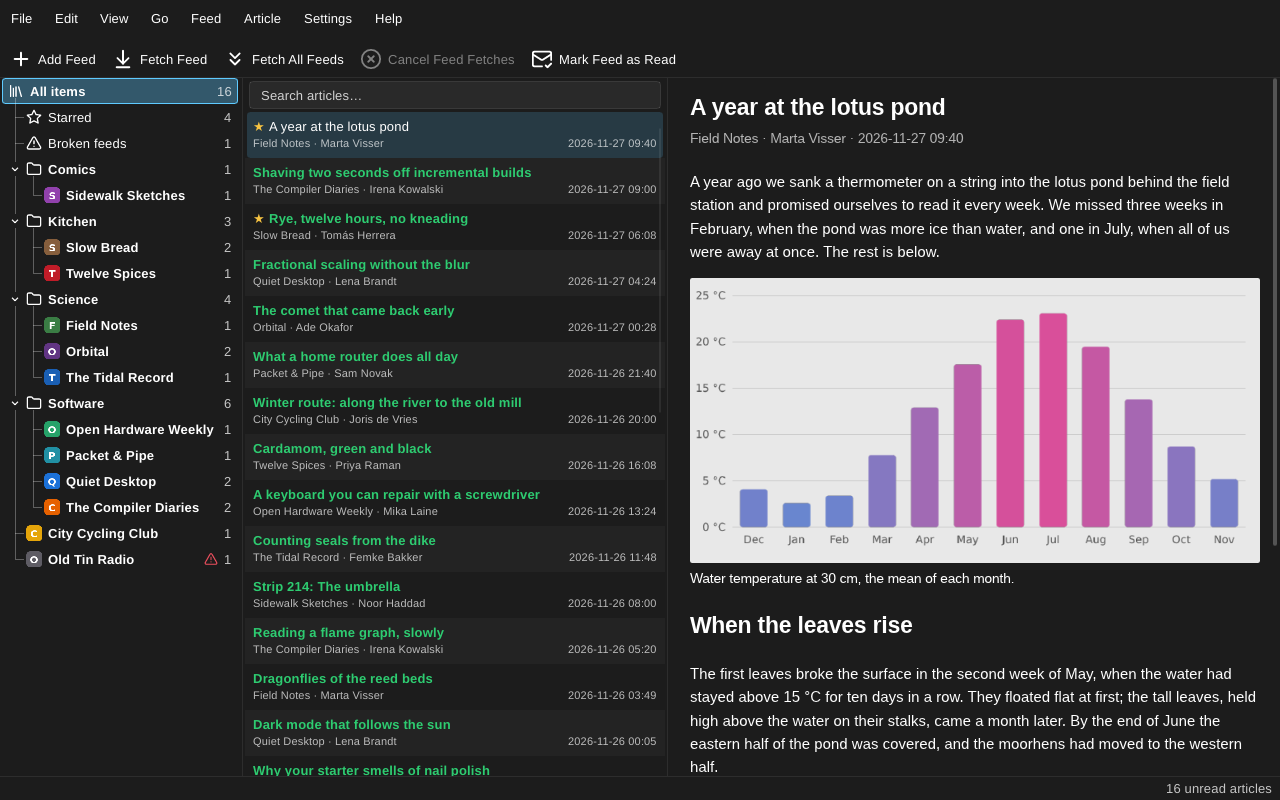 File Edit View Go Feed Article Settings Help
Add Feed Fetch Feed Fetch All Feeds Cancel Feed Fetches Mark Feed as Read
All items 16
Starred 4
Broken feeds 1
Comics 1
S Sidewalk Sketches 1
Kitchen 3
S Slow Bread 2
T Twelve Spices 1
Science 4
F Field Notes 1
O Orbital 2
T The Tidal Record 1
Software 6
O Open Hardware Weekly 1
P Packet & Pipe 1
Q Quiet Desktop 2
C The Compiler Diaries 2
C City Cycling Club 1
O Old Tin Radio 1
Search articles…
★ A year at the lotus pond
Field Notes · Marta Visser 2026-11-27 09:40
Shaving two seconds off incremental builds
The Compiler Diaries · Irena Kowalski 2026-11-27 09:00
★ Rye, twelve hours, no kneading
Slow Bread · Tomás Herrera 2026-11-27 06:08
Fractional scaling without the blur
Quiet Desktop · Lena Brandt 2026-11-27 04:24
The comet that came back early
Orbital · Ade Okafor 2026-11-27 00:28
What a home router does all day
Packet & Pipe · Sam Novak 2026-11-26 21:40
Winter route: along the river to the old mill
City Cycling Club · Joris de Vries 2026-11-26 20:00
Cardamom, green and black
Twelve Spices · Priya Raman 2026-11-26 16:08
A keyboard you can repair with a screwdriver
Open Hardware Weekly · Mika Laine 2026-11-26 13:24
Counting seals from the dike
The Tidal Record · Femke Bakker 2026-11-26 11:48
Strip 214: The umbrella
Sidewalk Sketches · Noor Haddad 2026-11-26 08:00
Reading a flame graph, slowly
The Compiler Diaries · Irena Kowalski 2026-11-26 05:20
Dragonflies of the reed beds
Field Notes · Marta Visser 2026-11-26 03:49
Dark mode that follows the sun
Quiet Desktop · Lena Brandt 2026-11-26 00:05
Why your starter smells of nail polish
A year at the lotus pond
Field Notes · Marta Visser · 2026-11-27 09:40
A year ago we sank a thermometer on a string into the lotus pond behind the field
station and promised ourselves to read it every week. We missed three weeks in
February, when the pond was more ice than water, and one in July, when all of us
were away at once. The rest is below.
25 °C
20 °C
15 °C
10 °C
5 °C
0 °C
Dec Jan Feb Mar Apr May Jun Jul Aug Sep Oct Nov
Water temperature at 30 cm, the mean of each month.
When the leaves rise
The first leaves broke the surface in the second week of May, when the water had
stayed above 15 °C for ten days in a row. They floated flat at first; the tall leaves, held
high above the water on their stalks, came a month later. By the end of June the
eastern half of the pond was covered, and the moorhens had moved to the western
half.
16 unread articles